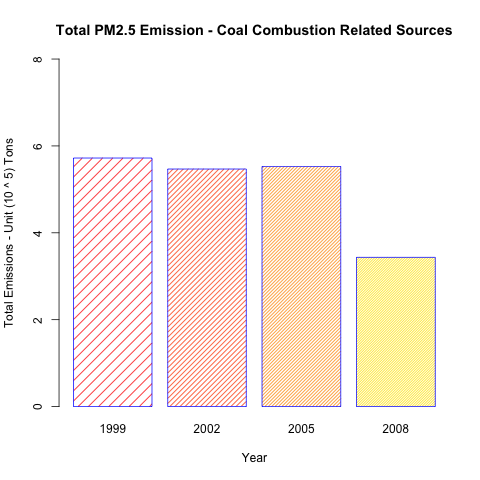 Total PM2.5 Emission - Coal Combustion Related Sources
Total Emissions - Unit (10 ^ 5) Tons
8
6
4
2
0
1999 2002 2005 2008
Year